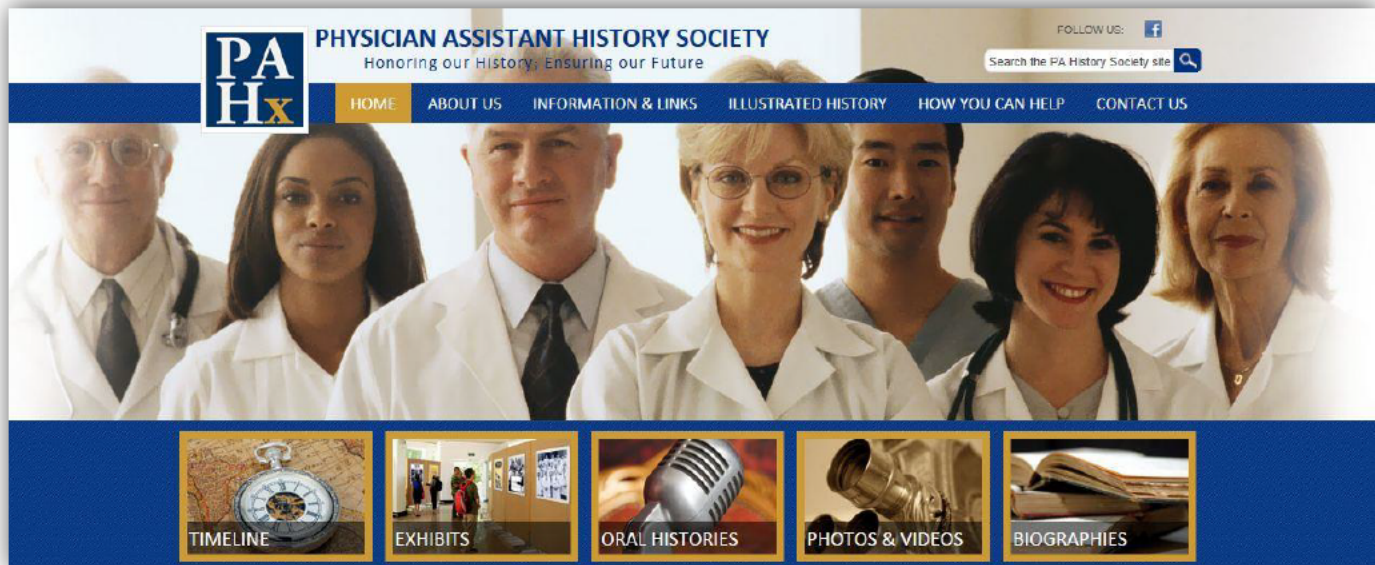 PA
Hx
PHYSICIAN ASSISTANT HISTORY SOCIETY
Honoring our History; Ensuring our Future
FOLLOW US:
f
Search the PA History Society site
HOME ABOUT US INFORMATION & LINKS ILLUSTRATED HISTORY HOW YOU CAN HELP CONTACT US
TIMELINE EXHIBITS ORAL HISTORIES PHOTOS & VIDEOS BIOGRAPHIES